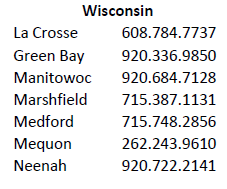 Wisconsin
La Crosse 608.784.7737
Green Bay 920.336.9850
Manitowoc 920.684.7128
Marshfield 715.387.1131
Medford 715.748.2856
Mequon 262.243.9610
Neenah 920.722.2141